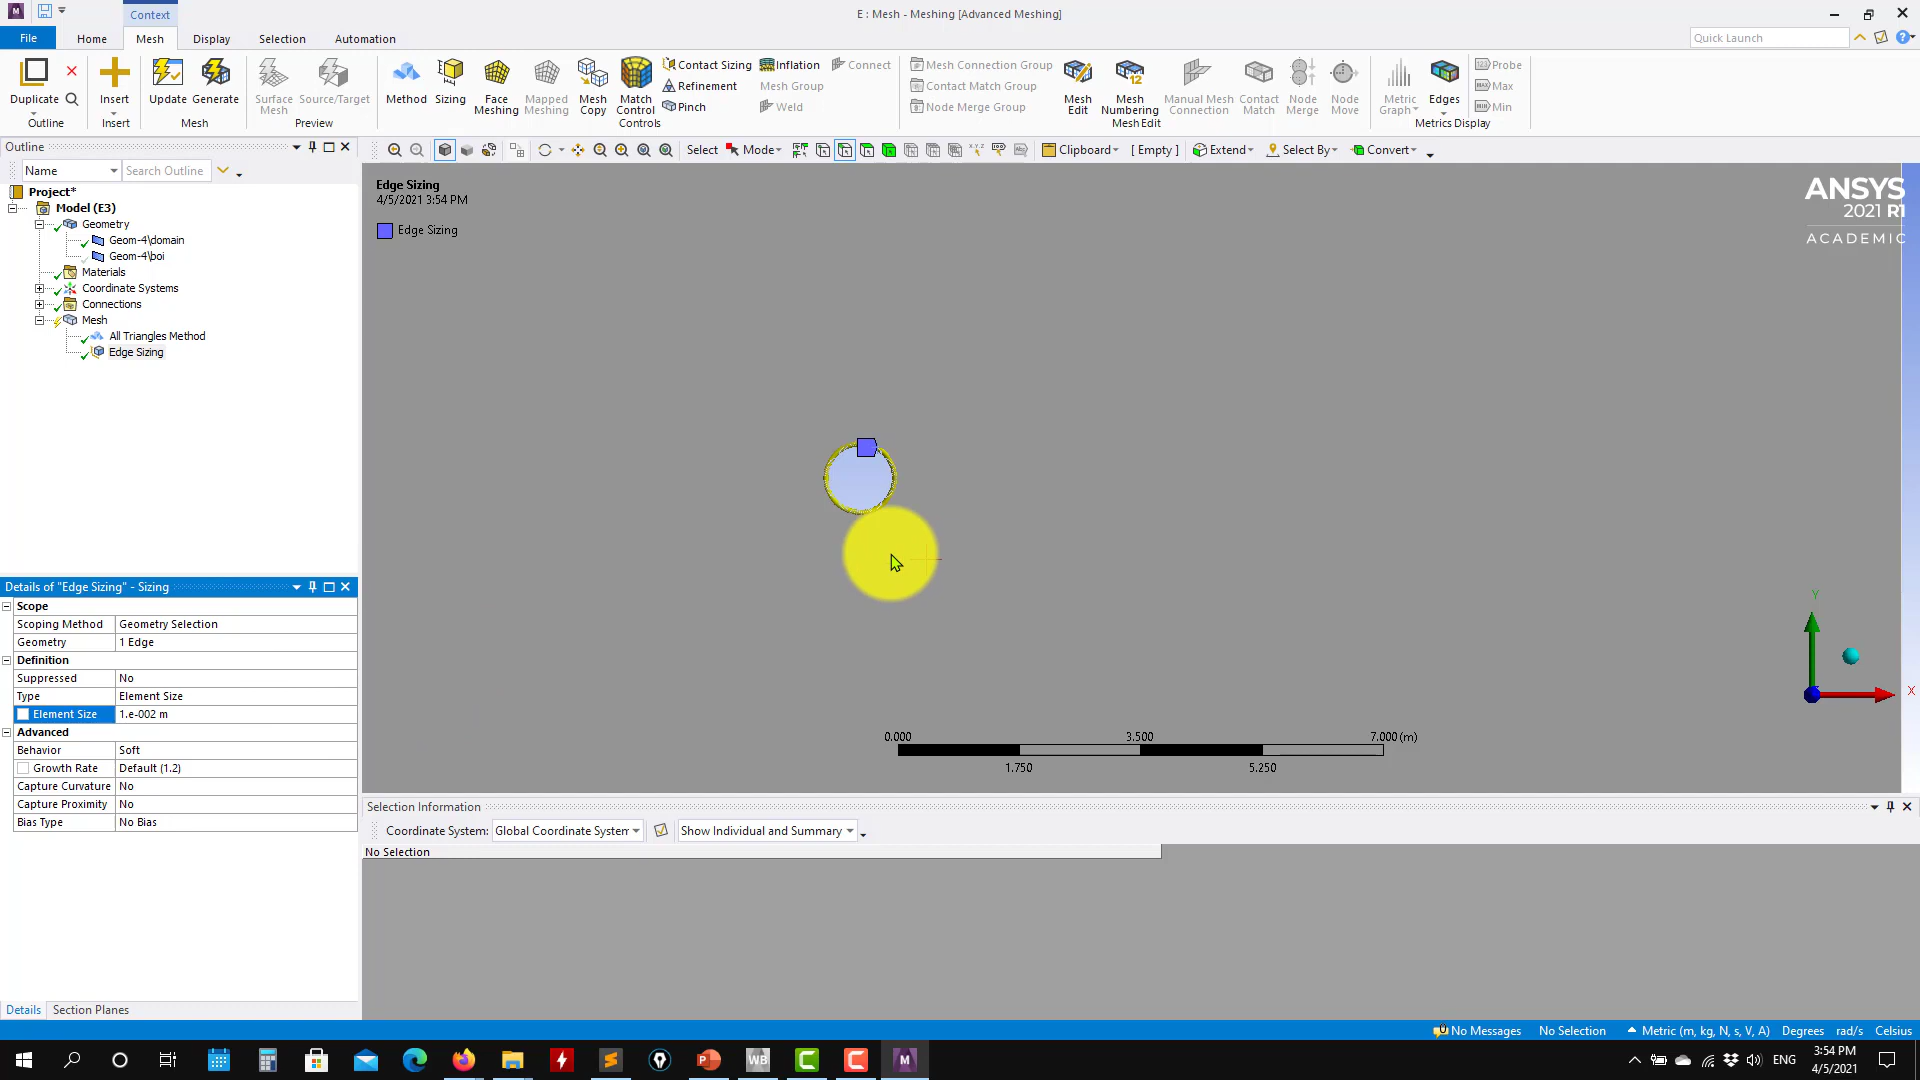 Context
E : Mesh - Meshing [Advanced Meshing]
File
Home
Mesh
Display
Selection
Automation
Quick Launch
Duplicate
Outline
Insert
Insert
Update
Generate
Mesh
Surface
Mesh
Source/Target
Preview
Method
Sizing
Face
Meshing
Mapped
Meshing
Mesh
Copy
Match
Control
Contact Sizing
Refinement
Pinch
Inflation
Mesh Group
Weld
Connect
Controls
Mesh Connection Group
Contact Match Group
Node Merge Group
Mesh
Edit
Mesh
Numbering
Manual Mesh
Connection
Contact
Match
Node
Merge
Node
Move
Mesh Edit
Metric
Graph
Edges
Probe
Max
Min
Metrics Display
Outline
Name
Search Outline
Select
Mode
Clipboard
[ Empty ]
Extend
Select By
Convert
Project*
Model (E3)
Geometry
Geom-4\domain
Geom-4\boi
Materials
Coordinate Systems
Connections
Mesh
All Triangles Method
Edge Sizing
Edge Sizing
4/5/2021 3:54 PM
Edge Sizing
ANSYS
2021 R1
ACADEMIC
Y
X
0.000
3.500
7.000 (m)
1.750
5.250
Details of "Edge Sizing" - Sizing
Scope
Scoping Method Geometry Selection
Geometry 1 Edge
Definition
Suppressed No
Type Element Size
Element Size 1.e-002 m
Advanced
Behavior Soft
Growth Rate Default (1.2)
Capture Curvature No
Capture Proximity No
Bias Type No Bias
Details
Section Planes
Selection Information
Coordinate System: Global Coordinate System
Show Individual and Summary
No Selection
No Messages
No Selection
Metric (m, kg, N, s, V, A)
Degrees
rad/s
Celsius
WB
M
ENG
3:54 PM
4/5/2021